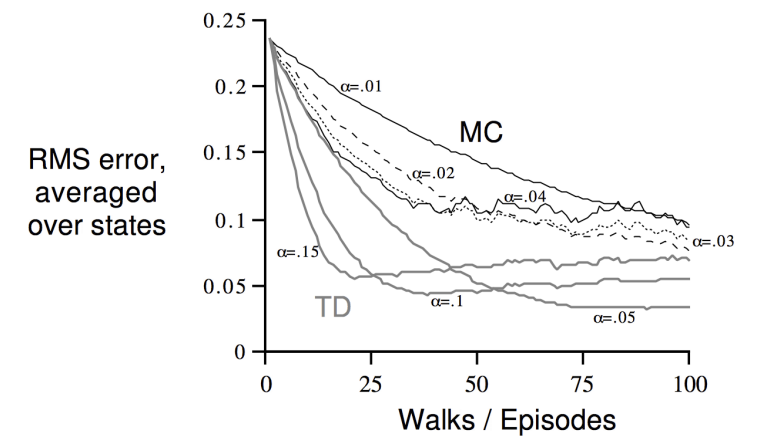 0.25
0.2
0.15
0.1
0.05
0
RMS error,
averaged
over states
α=.01
MC
α=.02
α=.04
α=.03
α=.15
TD
α=.1
α=.05
0 25 50 75 100
Walks / Episodes